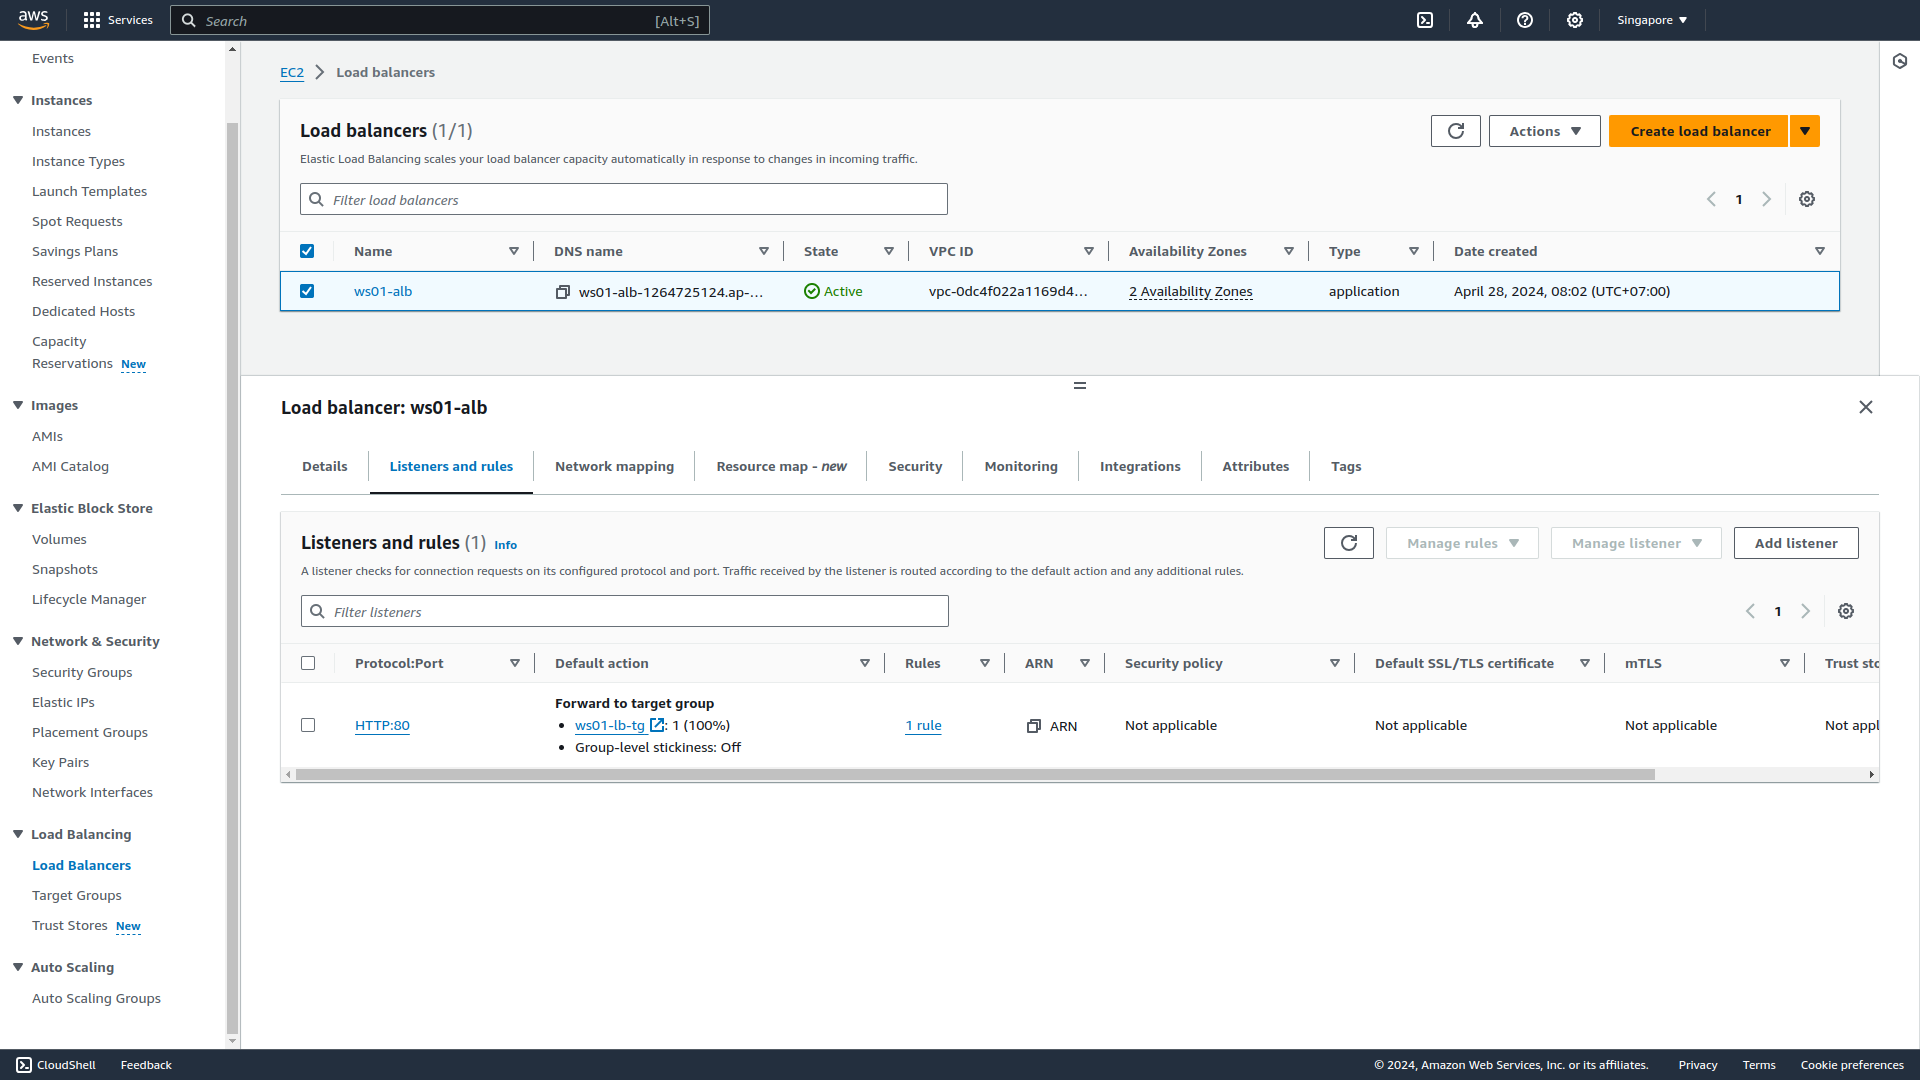 aws
Services
Search [Alt+S]
Singapore
Events
Instances
Instances
Instance Types
Launch Templates
Spot Requests
Savings Plans
Reserved Instances
Dedicated Hosts
Capacity
Reservations New
Images
AMIs
AMI Catalog
Elastic Block Store
Volumes
Snapshots
Lifecycle Manager
Network & Security
Security Groups
Elastic IPs
Placement Groups
Key Pairs
Network Interfaces
Load Balancing
Load Balancers
Target Groups
Trust Stores New
Auto Scaling
Auto Scaling Groups
EC2 Load balancers
Load balancers (1/1)
Actions
Create load balancer
Elastic Load Balancing scales your load balancer capacity automatically in response to changes in incoming traffic.
Filter load balancers
1
Name DNS name State VPC ID Availability Zones Type Date created
ws01-alb ws01-alb-1264725124.ap-... Active vpc-0dc4f022a1169d4... 2 Availability Zones application April 28, 2024, 08:02 (UTC+07:00)
Load balancer: ws01-alb
Details Listeners and rules Network mapping Resource map - new Security Monitoring Integrations Attributes Tags
Listeners and rules (1) Info
Manage rules Manage listener Add listener
A listener checks for connection requests on its configured protocol and port. Traffic received by the listener is routed according to the default action and any additional rules.
Filter listeners
1
Protocol:Port Default action Rules ARN Security policy Default SSL/TLS certificate mTLS Trust sto
Forward to target group
HTTP:80 • ws01-lb-tg : 1 (100%) 1 rule ARN Not applicable Not applicable Not applicable Not appl
• Group-level stickiness: Off
CloudShell Feedback © 2024, Amazon Web Services, Inc. or its affiliates. Privacy Terms Cookie preferences